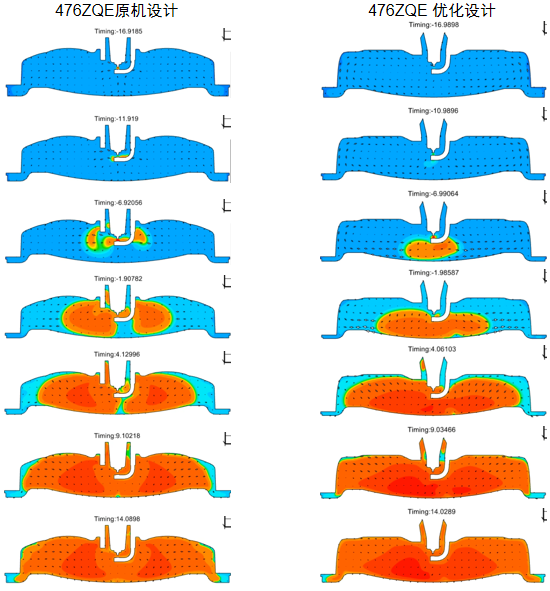 476ZQE原机设计
476ZQE 优化设计
Timing:-16.9185
Timing:-16.9898
Timing:-11.919
Timing:-10.9896
Timing:-6.92056
Timing:-6.99064
Timing:-1.90782
Timing:-1.98587
Timing:4.12996
Timing:4.06103
Timing:9.10218
Timing:9.03466
Timing:14.0898
Timing:14.0289